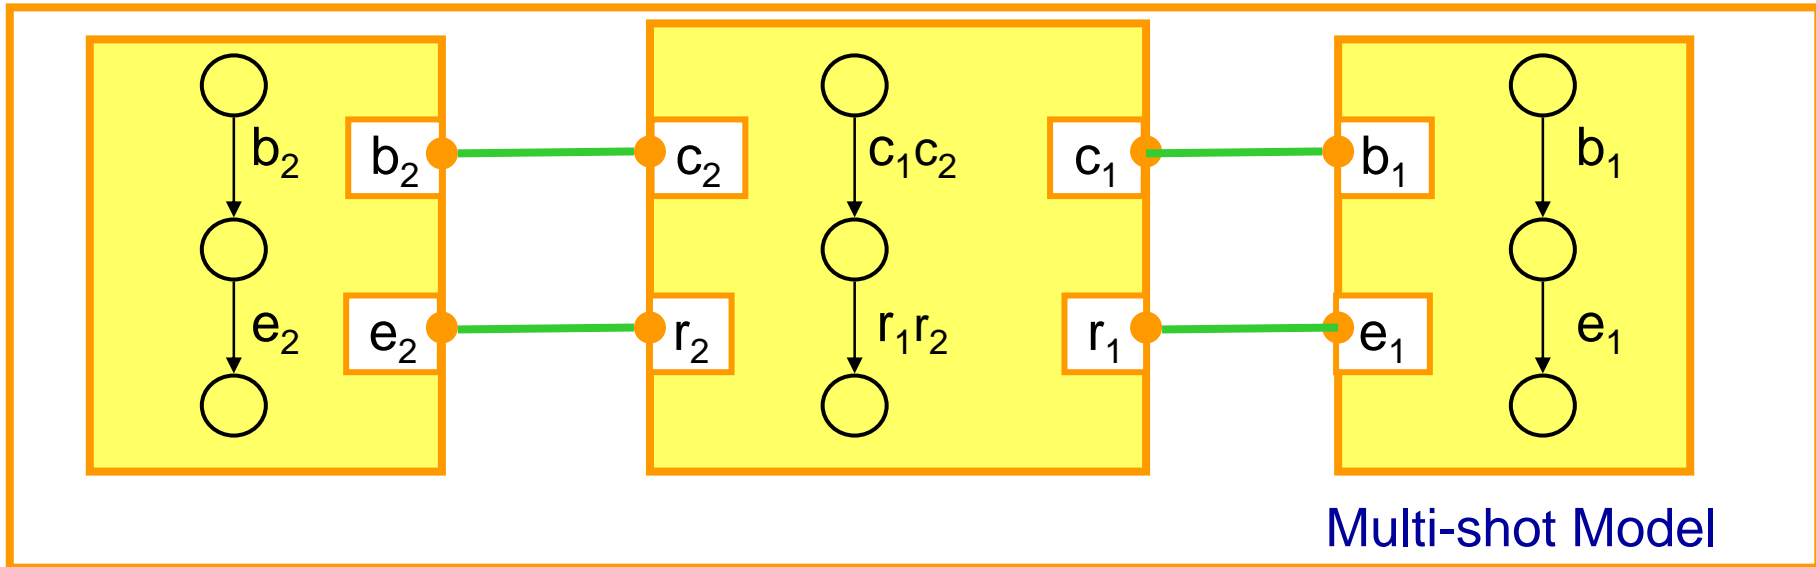 b₂ b₂ c₂ c₁c₂ c₁ b₁ b₁
e₂ e₂ r₂ r₁r₂ r₁ e₁ e₁
Multi-shot Model